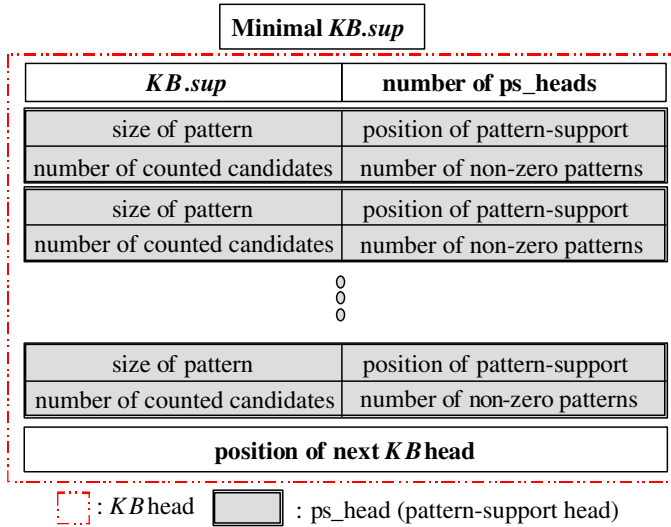 Minimal KB.sup
KB.sup number of ps_heads
size of pattern position of pattern-support
number of counted candidates number of non-zero patterns
size of pattern position of pattern-support
number of counted candidates number of non-zero patterns
size of pattern position of pattern-support
number of counted candidates number of non-zero patterns
position of next KB head
: KB head : ps_head (pattern-support head)